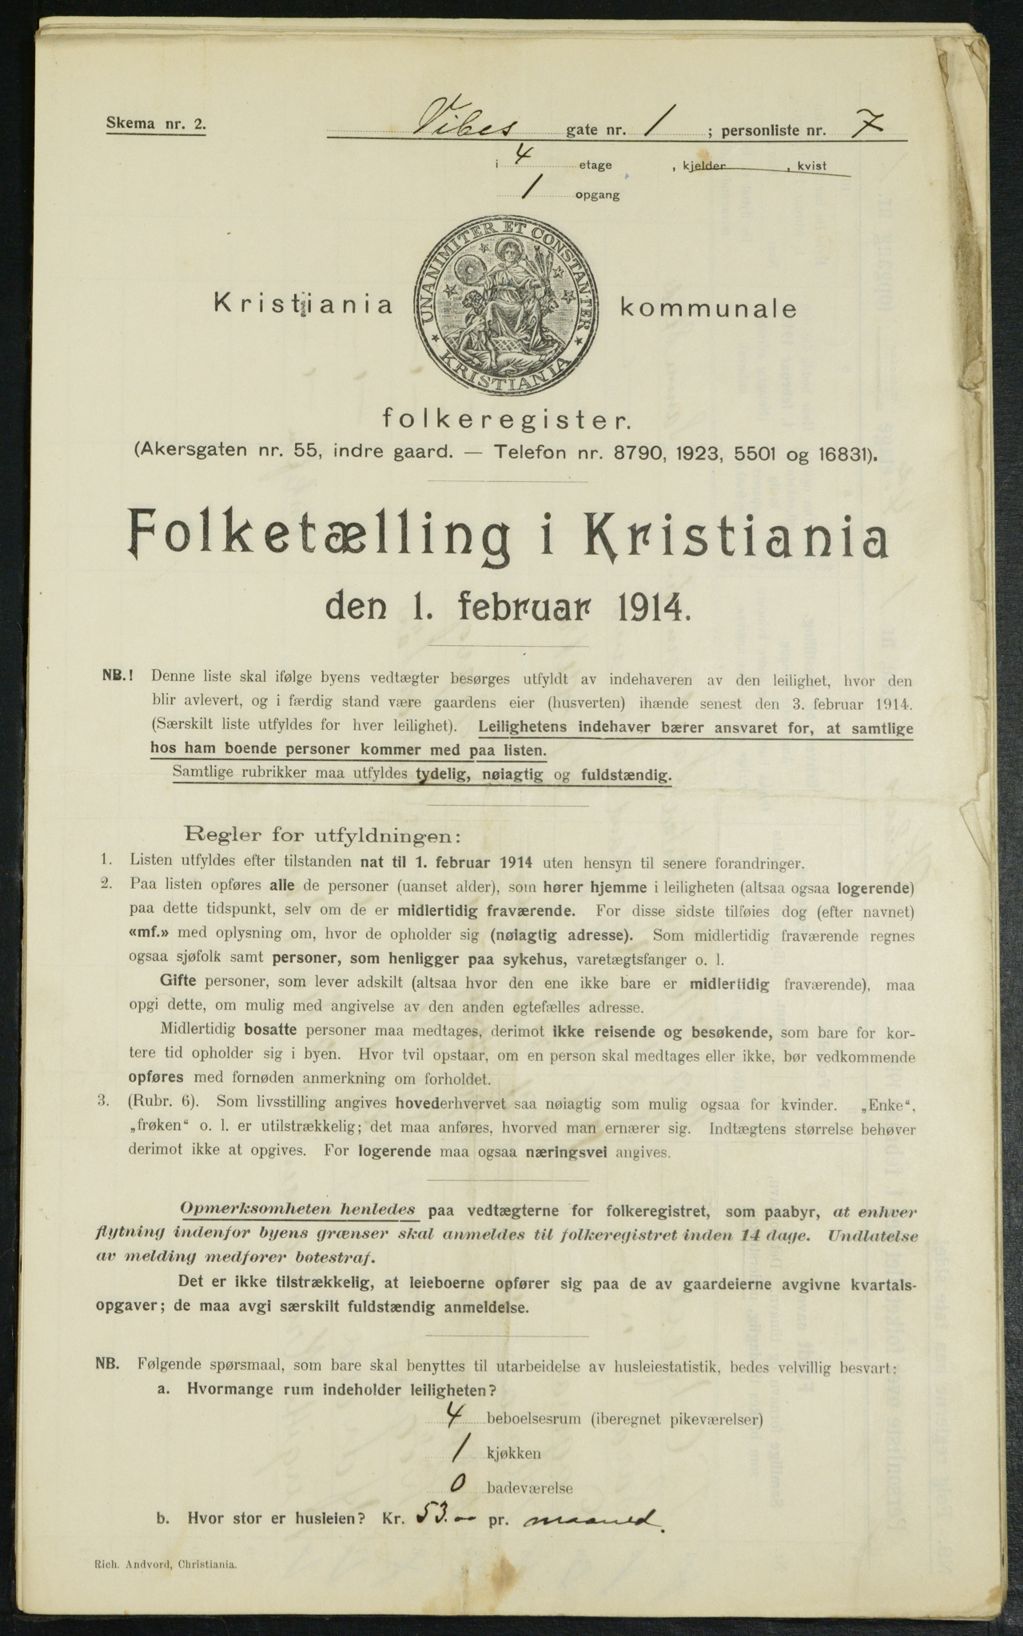 Skema nr. 2.
Vibes gate nr. 1 ; personliste nr. 7
i 4 etage , kjelder , kvist
1 opgang
UNANIMITER ET CONSTANTER
KRISTIANIA
Kristiania kommunale
folkeregister.
(Akersgaten nr. 55, indre gaard. — Telefon nr. 8790, 1923, 5501 og 16831).
Folketælling i Kristiania
den 1. februar 1914.
NB.! Denne liste skal ifølge byens vedtægter besørges utfyldt av indehaveren av den leilighet, hvor den
blir avlevert, og i færdig stand være gaardens eier (husverten) ihænde senest den 3. februar 1914.
(Særskilt liste utfyldes for hver leilighet). Leilighetens indehaver bærer ansvaret for, at samtlige
hos ham boende personer kommer med paa listen.
Samtlige rubrikker maa utfyldes tydelig, nøiagtig og fuldstændig.
Regler for utfyldningen:
1. Listen utfyldes efter tilstanden nat til 1. februar 1914 uten hensyn til senere forandringer.
2. Paa listen opføres alle de personer (uanset alder), som hører hjemme i leiligheten (altsaa ogsaa logerende)
paa dette tidspunkt, selv om de er midlertidig fraværende. For disse sidste tilføies dog (efter navnet)
«mf.» med oplysning om, hvor de opholder sig (nøiagtig adresse). Som midlertidig fraværende regnes
ogsaa sjøfolk samt personer, som henligger paa sykehus, varetægtsfanger o. l.
Gifte personer, som lever adskilt (altsaa hvor den ene ikke bare er midlertidig fraværende), maa
opgi dette, om mulig med angivelse av den anden egtefælles adresse.
Midlertidig bosatte personer maa medtages, derimot ikke reisende og besøkende, som bare for kor-
tere tid opholder sig i byen. Hvor tvil opstaar, om en person skal medtages eller ikke, bør vedkommende
opføres med fornøden anmerkning om forholdet.
3. (Rubr. 6). Som livsstilling angives hovederhvervet saa nøiagtig som mulig ogsaa for kvinder. „Enke“,
„frøken“ o. l. er utilstrækkelig; det maa anføres, hvorved man ernærer sig. Indtægtens størrelse behøver
derimot ikke at opgives. For logerende maa ogsaa næringsvei angives.
Opmerksomheten henledes paa vedtægterne for folkeregistret, som paabyr, at enhver
flytning indenfor byens grænser skal anmeldes til folkeregistret inden 14 dage. Undlatelse
av melding medfører bøtestraf.
Det er ikke tilstrækkelig, at leieboerne opfører sig paa de av gaardeierne avgivne kvartals-
opgaver; de maa avgi særskilt fuldstændig anmeldelse.
NB. Følgende spørsmaal, som bare skal benyttes til utarbeidelse av husleiestatistik, bedes velvillig besvart:
a. Hvormange rum indeholder leiligheten?
4 beboelsesrum (iberegnet pikeværelser)
1 kjøkken
0 badeværelse
b. Hvor stor er husleien? Kr. 53.00 pr. maaned.
Rich. Andvord, Christiania.